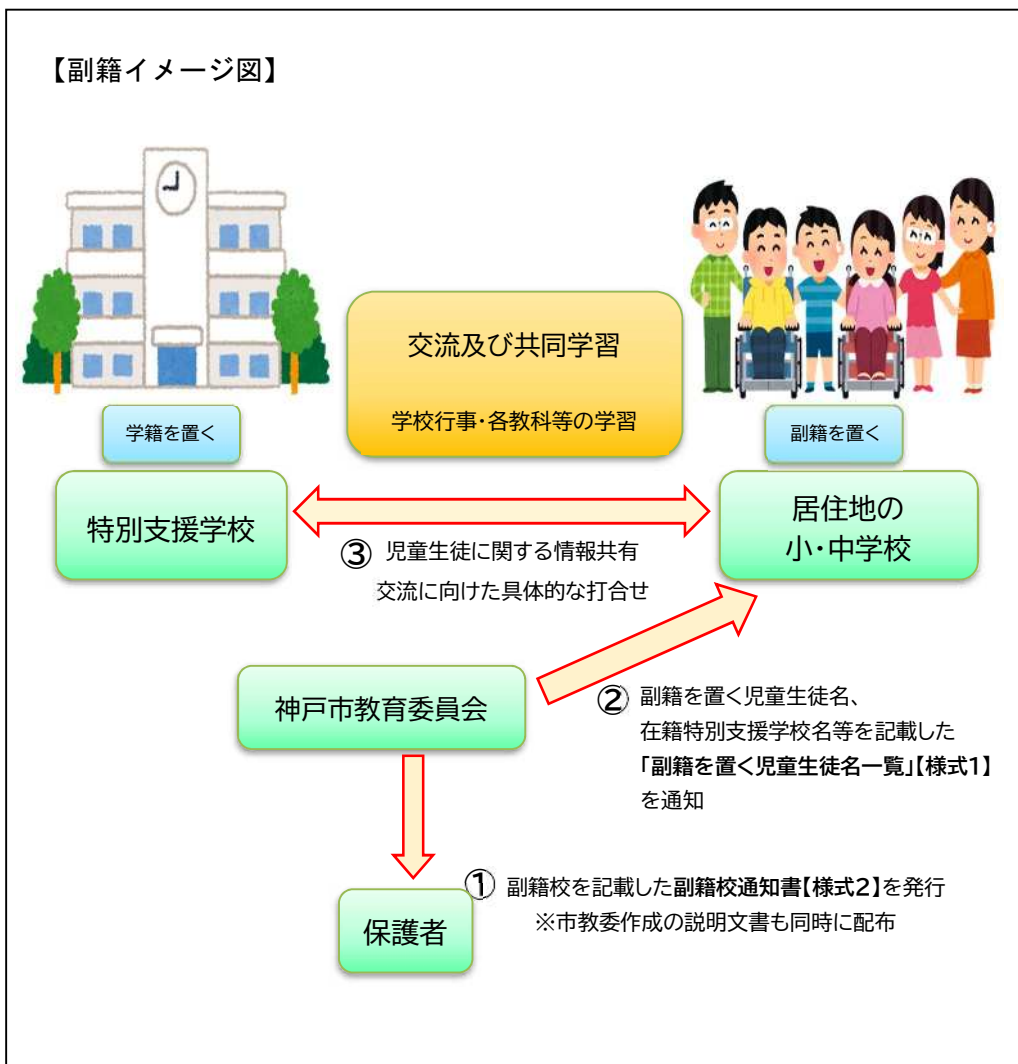 【副籍イメージ図】
交流及び共同学習
学校行事・各教科等の学習
学籍を置く
副籍を置く
特別支援学校
居住地の
小・中学校
③ 児童生徒に関する情報共有
交流に向けた具体的な打合せ
神戸市教育委員会
② 副籍を置く児童生徒名、
在籍特別支援学校名等を記載した
「副籍を置く児童生徒名一覧」【様式1】
を通知
① 副籍校を記載した副籍校通知書【様式2】を発行
※市教委作成の説明文書も同時に配布
保護者